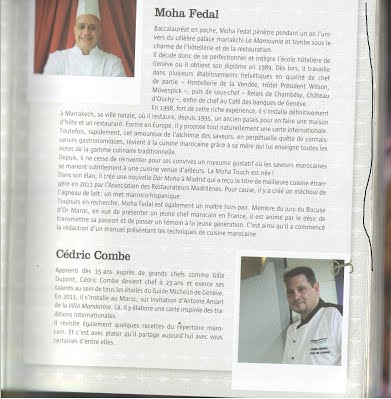 Moha Fedal
Baccalauréat en poche, Moha Fedal pénètre pendant un an l'uni-
vers du célèbre palace marrakchi La Mamounia et tombe sous le
charme de l'hôtellerie et de la restauration.
Il décide donc de se perfectionner et intègre l'école hôtelière de
Genève où il obtient son diplôme en 1989. Dès lors, il travaille
dans plusieurs établissements helvétiques en qualité de chef
de partie – Hostellerie de la Vendée, Hôtel Président Wilson,
Mövenpick –, puis de sous-chef – Relais de Chambésy, Château
d'Ouchy –, enfin de chef au Café des banques de Genève.
En 1998, fort de cette riche expérience, il s'installe définitivement
à Marrakech, sa ville natale, où il restaure, depuis 1995, un ancien palais pour en faire une maison
d'hôte et un restaurant. Formé en Europe, il y propose tout naturellement une carte internationale.
Toutefois, rapidement, cet amoureux de l'alchimie des saveurs, en perpétuelle quête de connais-
sances gustronomiques, revient à la cuisine marocaine grâce à sa mère qui lui enseigne toutes les
notes de la gamme culinaire traditionnelle.
Depuis, il ne cesse de réinventer pour ses convives un royaume gustatif où les saveurs marocaines
se marient subtilement à une cuisine venue d'ailleurs. La Moha Touch est née !
Dans son élan, il crée une nouvelle Dar Moha à Madrid qui a reçu le titre de meilleure cuisine étran-
gère en 2011 par l'Association des Restaurateurs Madrilènes. Pour cause, il y a créé un méchoui de
l'agneau de lait : un met maroco-hispanique.
Toujours en recherche, Moha Fedal est également un maître hors pair. Membre du jury du Bocuse
d'Or Maroc, en vue de présenter un jeune chef marocain en France, il est animé par le désir de
transmettre sa passion et de passer un témoin à la jeune génération. C'est ainsi qu'il a commencé
la rédaction d'un manuel présentant les techniques de cuisine marocaine.
Cédric Combe
Apprenti dès 15 ans auprès de grands chefs comme Gille
Dupont, Cédric Combe devient chef à 23 ans et exerce ses
talents au sein de tous les étoilés du Guide Michelin de Genève.
En 2011, il s'installe au Maroc, sur invitation d'Antoine Ansart
de la Villa Mandarine. Là, il y élabore une carte inspirée des tra-
ditions internationales.
Il revisite également quelques recettes du répertoire maro-
cain. Et c'est avec plaisir qu'il partage aujourd'hui avec vous
certaines d'entre elles.